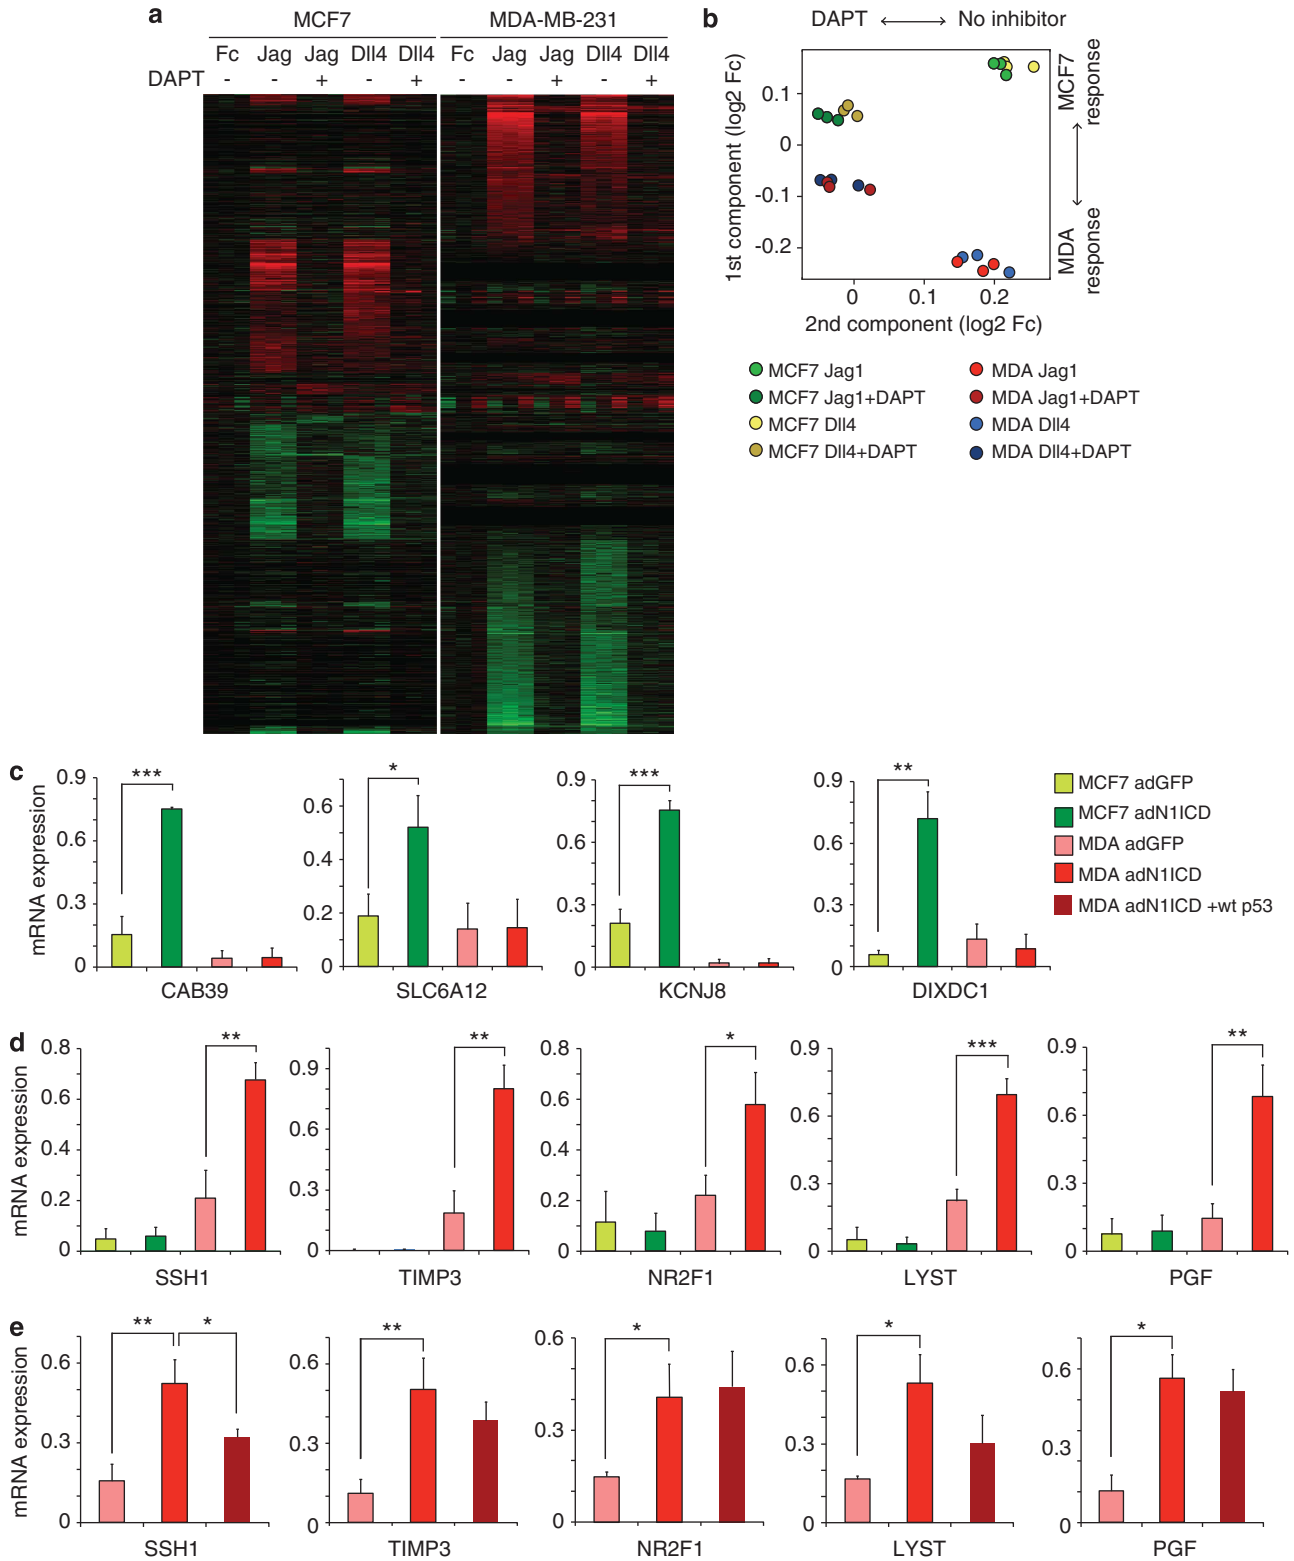 a
MCF7 MDA-MB-231
Fc Jag Jag Dll4 Dll4 Fc Jag Jag Dll4 Dll4
DAPT - - + - + - - + - +
b
DAPT No inhibitor
0.1
0
-0.1
-0.2
1st component (log2 Fc)
MCF7 response
MDA response
0 0.1 0.2
2nd component (log2 Fc)
MCF7 Jag1
MCF7 Jag1+DAPT
MCF7 Dll4
MCF7 Dll4+DAPT
MDA Jag1
MDA Jag1+DAPT
MDA Dll4
MDA Dll4+DAPT
c
mRNA expression
0.9
0.6
0.3
0
***
CAB39
0.6
0.4
0.2
0
*
SLC6A12
0.9
0.6
0.3
0
***
KCNJ8
0.9
0.6
0.3
0
**
DIXDC1
MCF7 adGFP
MCF7 adN1ICD
MDA adGFP
MDA adN1ICD
MDA adN1ICD +wt p53
d
mRNA expression
0.8
0.6
0.4
0.2
0
**
SSH1
0.9
0.6
0.3
0
**
TIMP3
0.8
0.6
0.4
0.2
0
*
NR2F1
0.9
0.6
0.3
0
***
LYST
0.9
0.6
0.3
0
**
PGF
e
mRNA expression
0.6
0.3
0
** *
SSH1
0.6
0.3
0
**
TIMP3
0.6
0.3
0
*
NR2F1
0.6
0.3
0
*
LYST
0.6
0.3
0
*
PGF